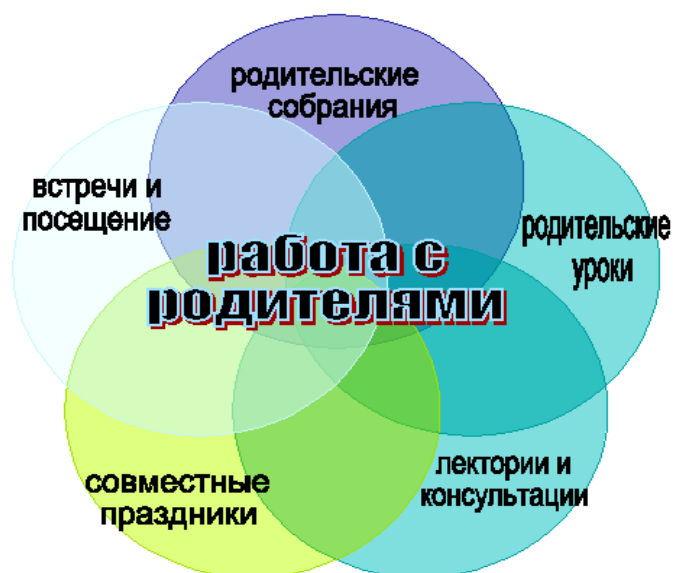 родительские
собрания
встречи и
посещение
родительские
уроки
работа с
родителями
лектории и
консультации
совместные
праздники